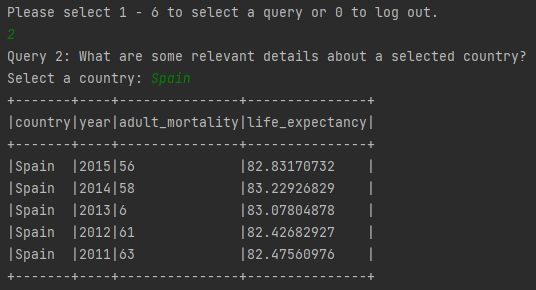 Please select 1 - 6 to select a query or 0 to log out.
2
Query 2: What are some relevant details about a selected country?
Select a country: Spain
+-------+----+---------------+---------------+
|country|year|adult_mortality|life_expectancy|
+-------+----+---------------+---------------+
|Spain  |2015|56             |82.83170732    |
|Spain  |2014|58             |83.22926829    |
|Spain  |2013|6              |83.07804878    |
|Spain  |2012|61             |82.42682927    |
|Spain  |2011|63             |82.47560976    |
+-------+----+---------------+---------------+